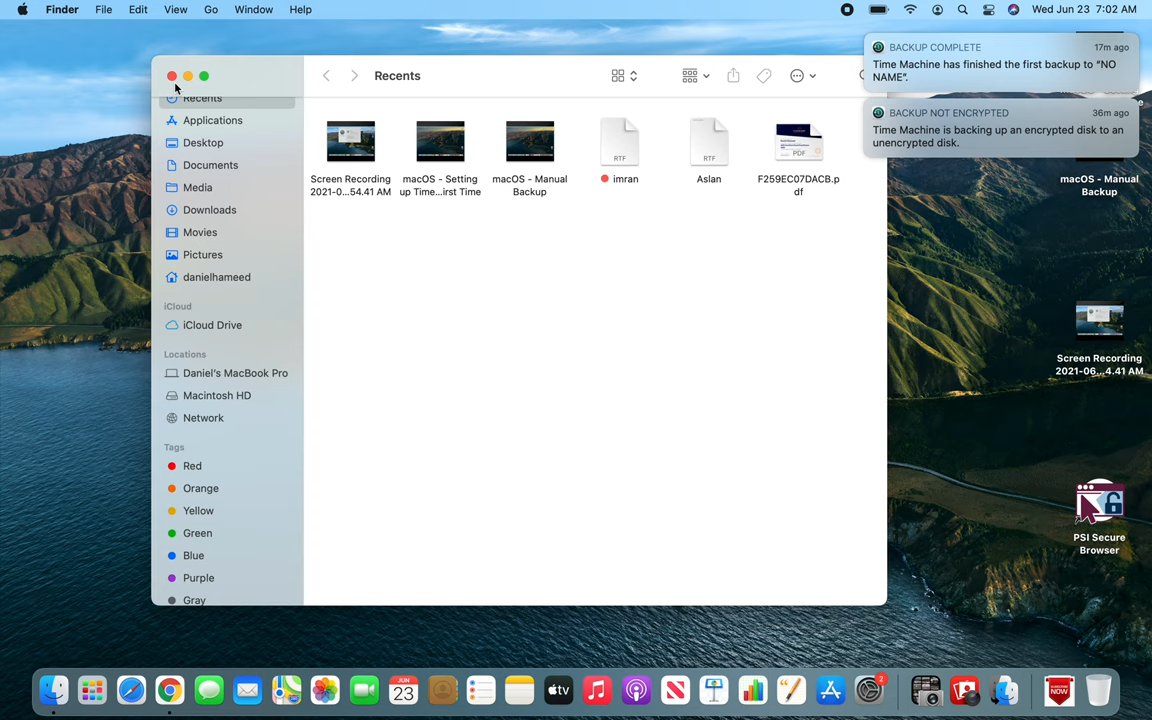 Finder File Edit View Go Window Help Wed Jun 23 7:02 AM
BACKUP COMPLETE 17m ago
Time Machine has finished the first backup to “NO
NAME”.
BACKUP NOT ENCRYPTED 36m ago
Time Machine is backing up an encrypted disk to an
unencrypted disk.
Recents
Recents
Applications
Desktop
Documents
Media
Downloads
Movies
Pictures
danielhameed
iCloud
iCloud Drive
Locations
Daniel's MacBook Pro
Macintosh HD
Network
Tags
Red
Orange
Yellow
Green
Blue
Purple
Gray
Screen Recording
2021-0...54.41 AM
macOS - Setting
up Time...irst Time
macOS - Manual
Backup
RTF
imran
RTF
Aslan
PDF
F259EC07DACB.p
df
macOS - Manual
Backup
Screen Recording
2021-06...4.41 AM
PSI Secure
Browser
JUN
23
tv
2
SCREENSHOT
NOW